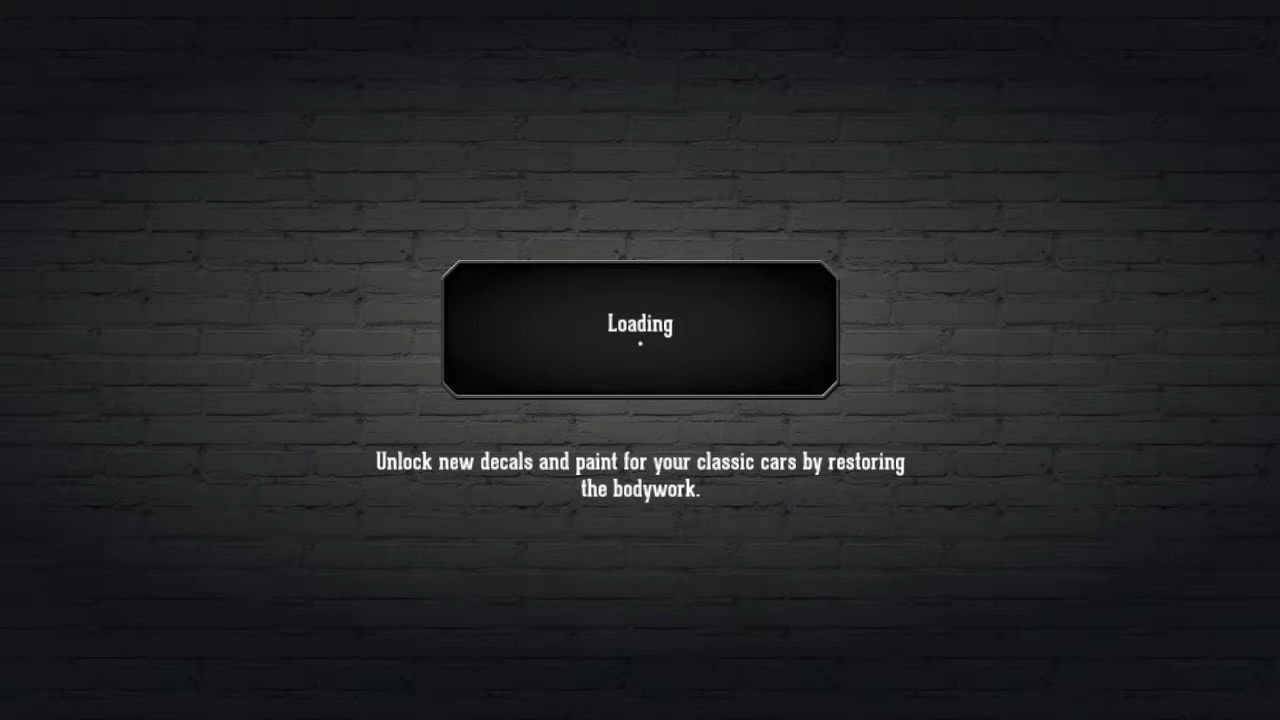 Loading
.
Unlock new decals and paint for your classic cars by restoring
the bodywork.